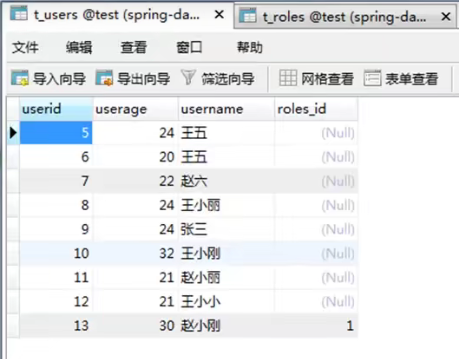 t_users @test (spring-da... t_roles @test (spring-da...
文件 编辑 查看 窗口 帮助
导入向导 导出向导 筛选向导 网格查看 表单查看
userid userage username roles_id
5 24 王五 (Null)
6 20 王五 (Null)
7 22 赵六 (Null)
8 24 王小丽 (Null)
9 24 张三 (Null)
10 32 王小刚 (Null)
11 21 赵小丽 (Null)
12 21 王小小 (Null)
13 30 赵小刚 1